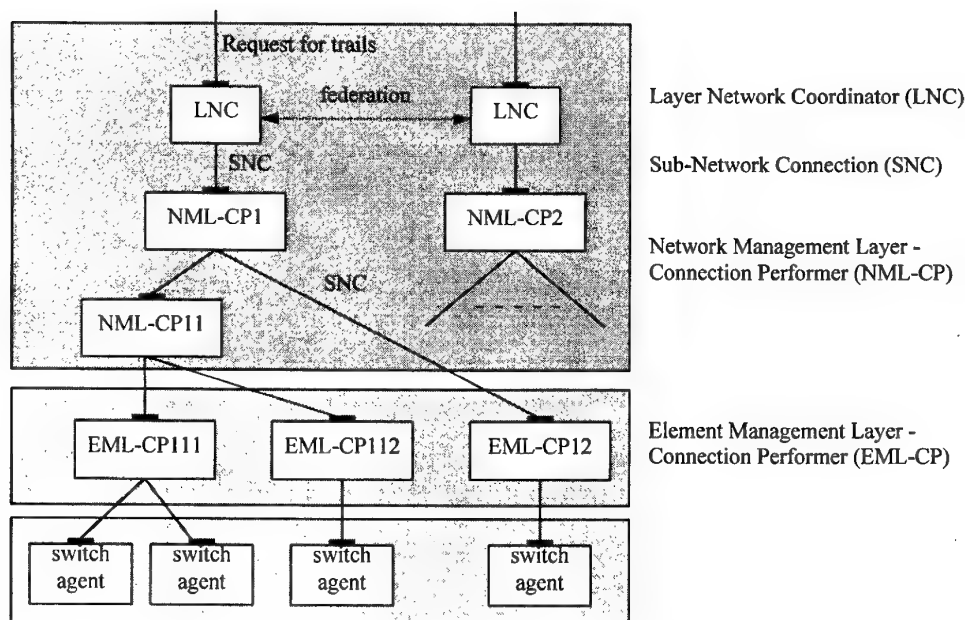 Request for trails
federation
LNC
LNC
Layer Network Coordinator (LNC)
SNC
Sub-Network Connection (SNC)
NML-CP1
NML-CP2
Network Management Layer -
Connection Performer (NML-CP)
SNC
NML-CP11
EML-CP111
EML-CP112
EML-CP12
Element Management Layer -
Connection Performer (EML-CP)
switch
agent
switch
agent
switch
agent
switch
agent